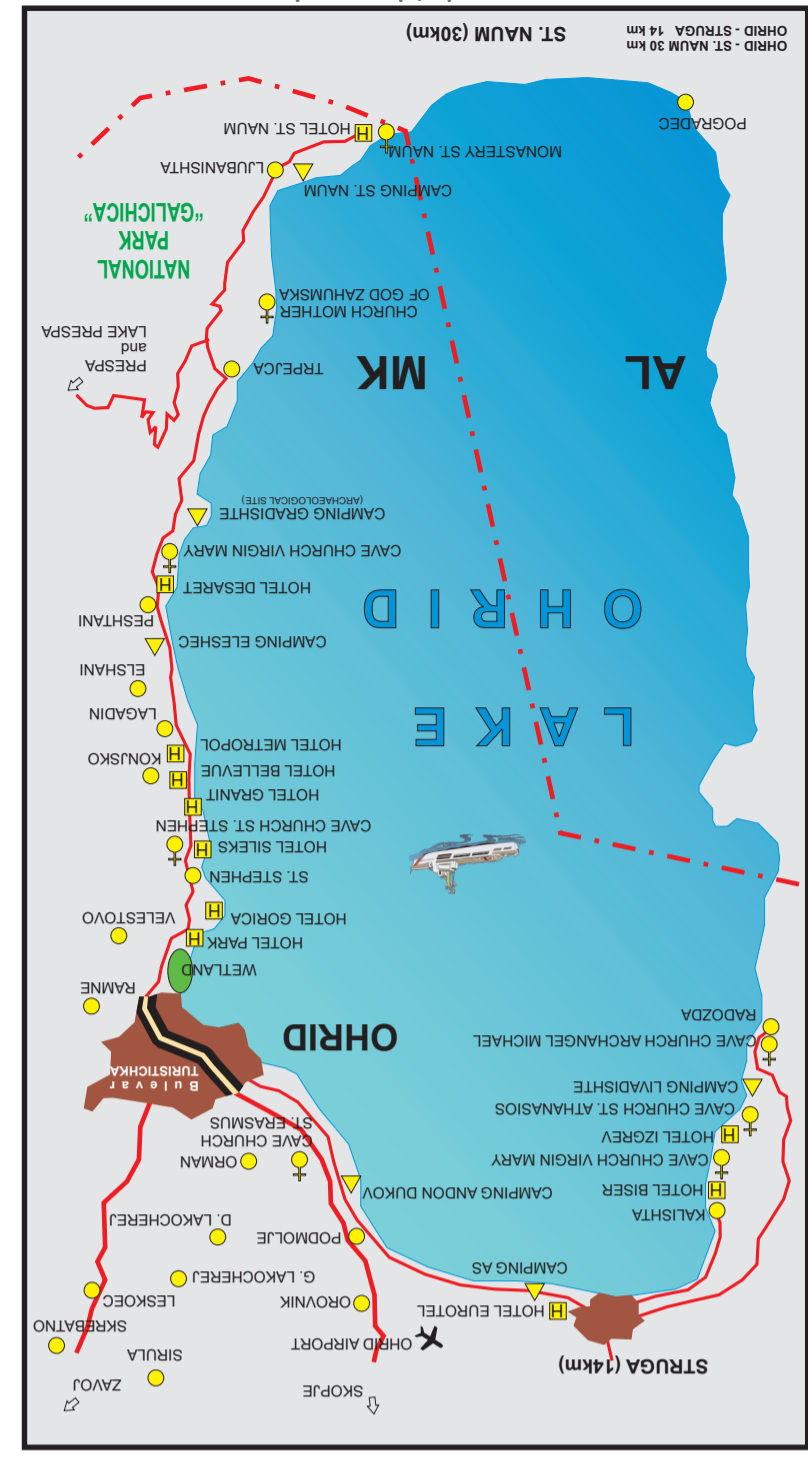 ZAVOJ
SKOPJE
STRUGA (14km)
SIRULA
SKREBATNO
OHRID AIRPORT
HOTEL EUROTEL
OROVNIK
LESKOEC
G. LAKOCHEREJ
CAMPING AS
PODMOLJE
D. LAKOCHEREJ
KALISHTA
HOTEL BISER
CAMPING ANDON DUKOV
ORMAN
CAVE CHURCH VIRGIN MARY
CAVE CHURCH
ST. ERASMUS
HOTEL IZGREV
CAVE CHURCH ST. ATHANASIOS
CAMPING LIVADISHTE
Bulevar
TURISTICHKA
CAVE CHURCH ARCHANGEL MICHAEL
OHRID
RADOZDA
RAMNE
WETLAND
HOTEL PARK
VELESTOVO
HOTEL GORICA
ST. STEPHEN
HOTEL SILEKS
CAVE CHURCH ST. STEPHEN
HOTEL GRANIT
HOTEL BELLEVUE
KONJSKO
HOTEL METROPOL
LAKE
LAGADIN
ELSHANI
CAMPING ELESHEC
PESHTANI
OHRID
HOTEL DESARET
CAVE CHURCH VIRGIN MARY
CAMPING GRADISHTE
(ARCHAEOLOGICAL SITE)
AL
MK
TRPEJCA
PRESPA
and
LAKE PRESPA
CHURCH MOTHER
OF GOD ZAHUMSKA
NATIONAL
PARK
"GALICHICA"
CAMPING ST. NAUM
LJUBANISHTA
MONASTERY ST. NAUM
HOTEL ST. NAUM
POGRADEC
OHRID - ST. NAUM 30 km
OHRID - STRUGA 14 km
ST. NAUM (30km)